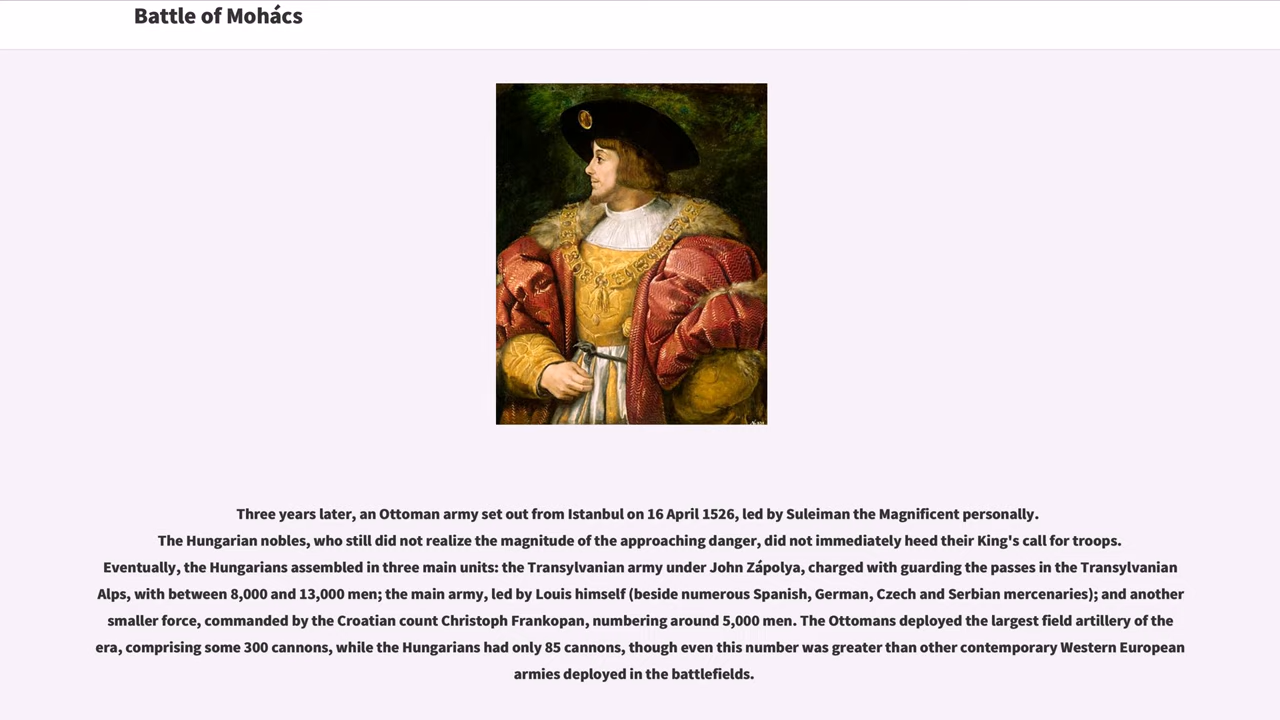 Battle of Mohács
Three years later, an Ottoman army set out from Istanbul on 16 April 1526, led by Suleiman the Magnificent personally.
The Hungarian nobles, who still did not realize the magnitude of the approaching danger, did not immediately heed their King's call for troops.
Eventually, the Hungarians assembled in three main units: the Transylvanian army under John Zápolya, charged with guarding the passes in the Transylvanian
Alps, with between 8,000 and 13,000 men; the main army, led by Louis himself (beside numerous Spanish, German, Czech and Serbian mercenaries); and another
smaller force, commanded by the Croatian count Christoph Frankopan, numbering around 5,000 men. The Ottomans deployed the largest field artillery of the
era, comprising some 300 cannons, while the Hungarians had only 85 cannons, though even this number was greater than other contemporary Western European
armies deployed in the battlefields.